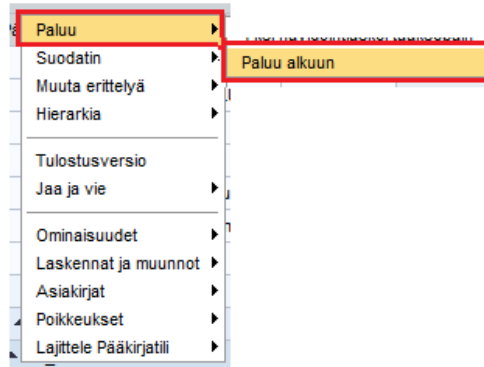 Paluu
Paluu alkuun
Suodatin
Muuta erittelyä
Hierarkia
Tulostusversio
Jaa ja vie
Ominaisuudet
Laskennat ja muunnot
Asiakirjat
Poikkeukset
Lajittele Pääkirjatili